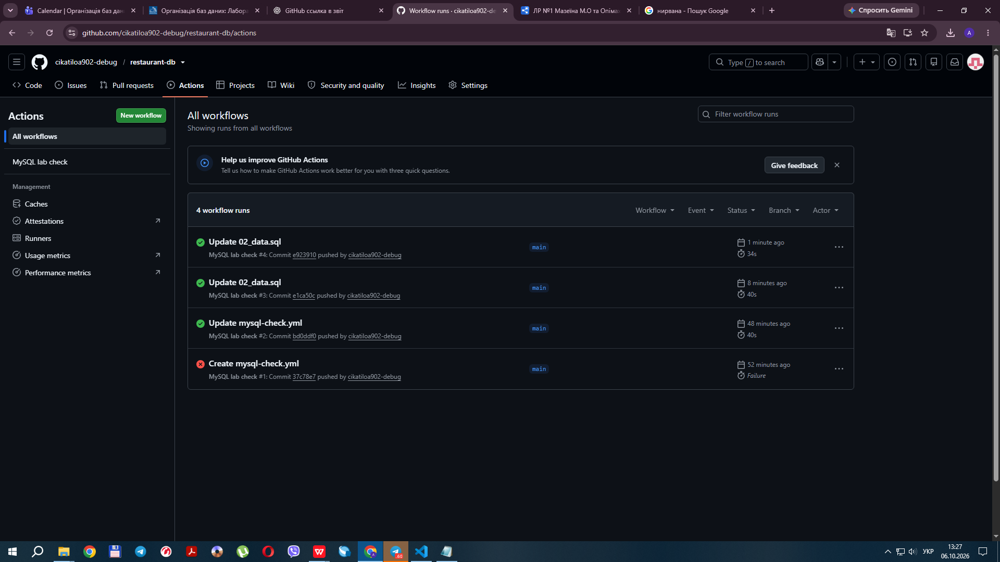 Calendar | Організація баз дан
Організація баз даних: Лабора
GitHub ссылка в звіт
Workflow runs · cikatiloa902-de
ЛР №1 Мазеїна М.О та Опімах
нирвана - Пошук Google
Спросить Gemini
github.com/cikatiloa902-debug/restaurant-db/actions
A
cikatiloa902-debug / restaurant-db
Type / to search
Code
Issues
Pull requests
Actions
Projects
Wiki
Security and quality
Insights
Settings
Actions
New workflow
All workflows
MySQL lab check
Management
Caches
Attestations
Runners
Usage metrics
Performance metrics
All workflows
Showing runs from all workflows
Filter workflow runs
Help us improve GitHub Actions
Tell us how to make GitHub Actions work better for you with three quick questions.
Give feedback
4 workflow runs
Workflow
Event
Status
Branch
Actor
Update 02_data.sql
MySQL lab check #4: Commit e923910 pushed by cikatiloa902-debug
main
1 minute ago
34s
Update 02_data.sql
MySQL lab check #3: Commit e1ca50c pushed by cikatiloa902-debug
main
8 minutes ago
40s
Update mysql-check.yml
MySQL lab check #2: Commit bd0ddf0 pushed by cikatiloa902-debug
main
48 minutes ago
40s
Create mysql-check.yml
MySQL lab check #1: Commit 37c78e7 pushed by cikatiloa902-debug
main
52 minutes ago
Failure
W
A
.60
УКР
13:27
06.10.2026